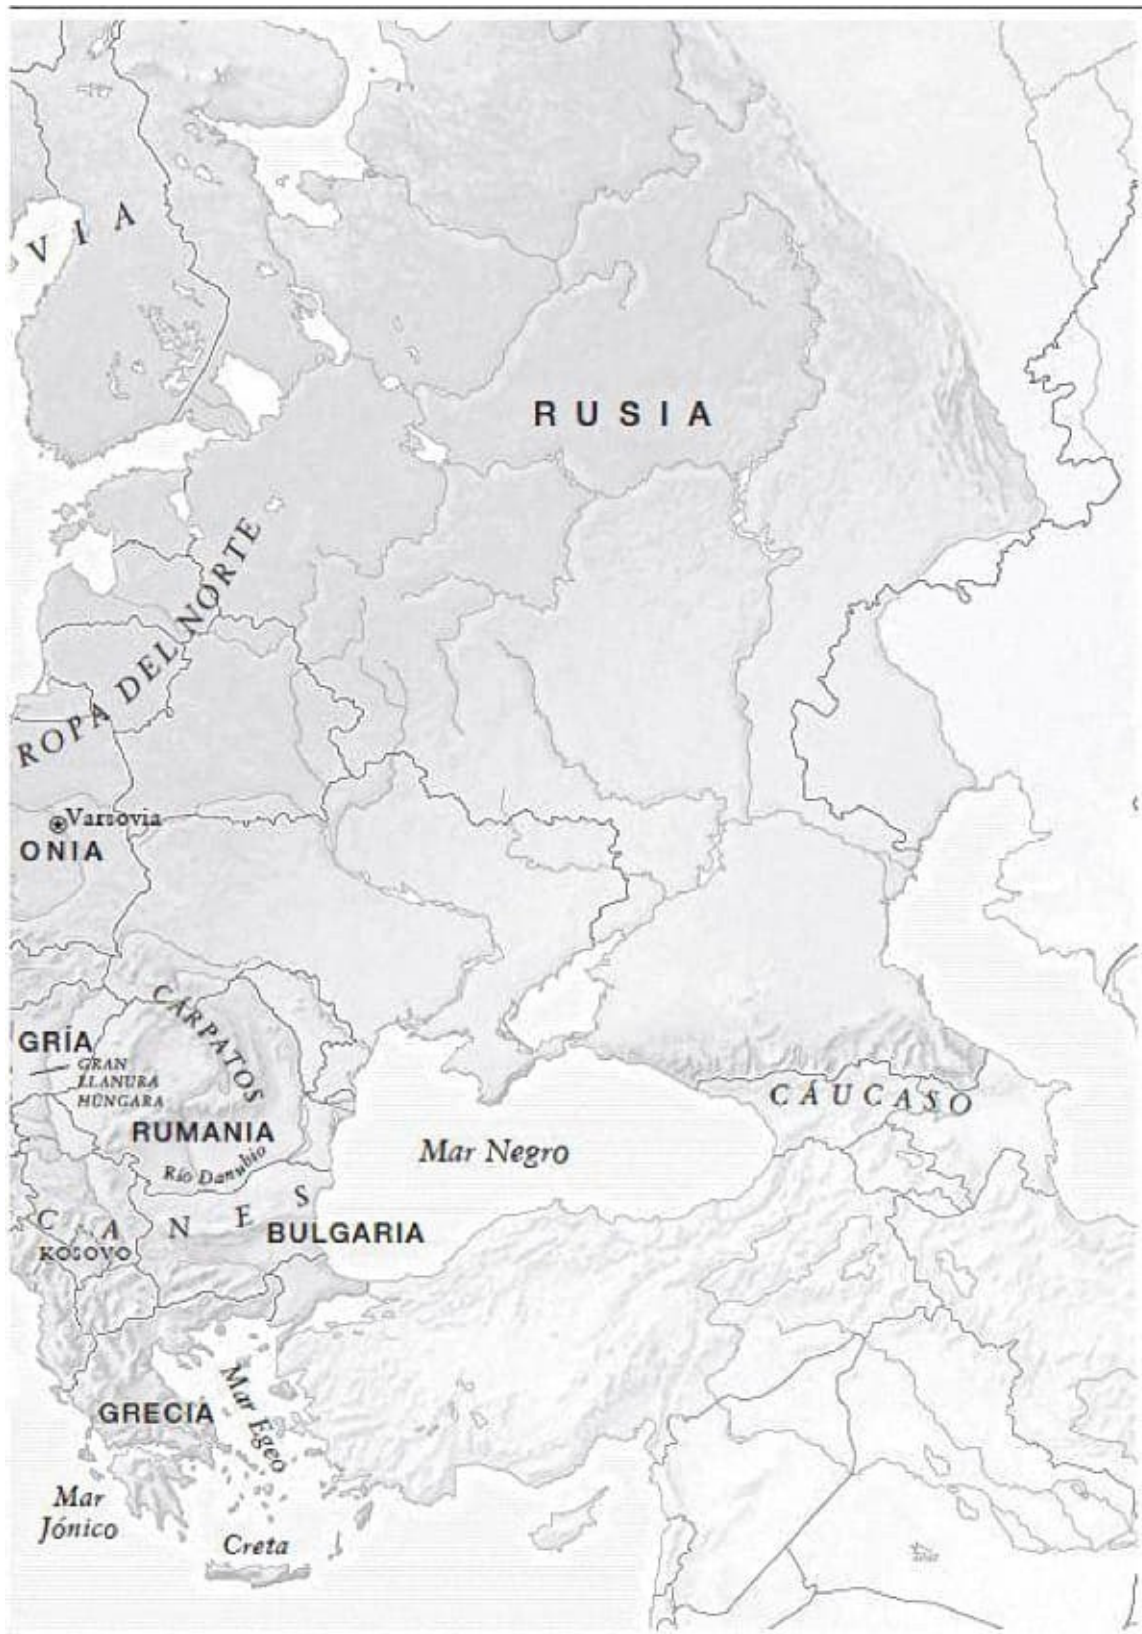 VIA
RUSIA
ROPA DEL NORTE
Varsovia
ONIA
CÁRPATOS
GRÍA
GRAN
LLANURA
HÚNGARA
RUMANIA
Río Danubio
CÁUCASO
Mar Negro
CANES
BULGARIA
KOSOVO
Mar Egeo
GRECIA
Mar
Jónico
Creta